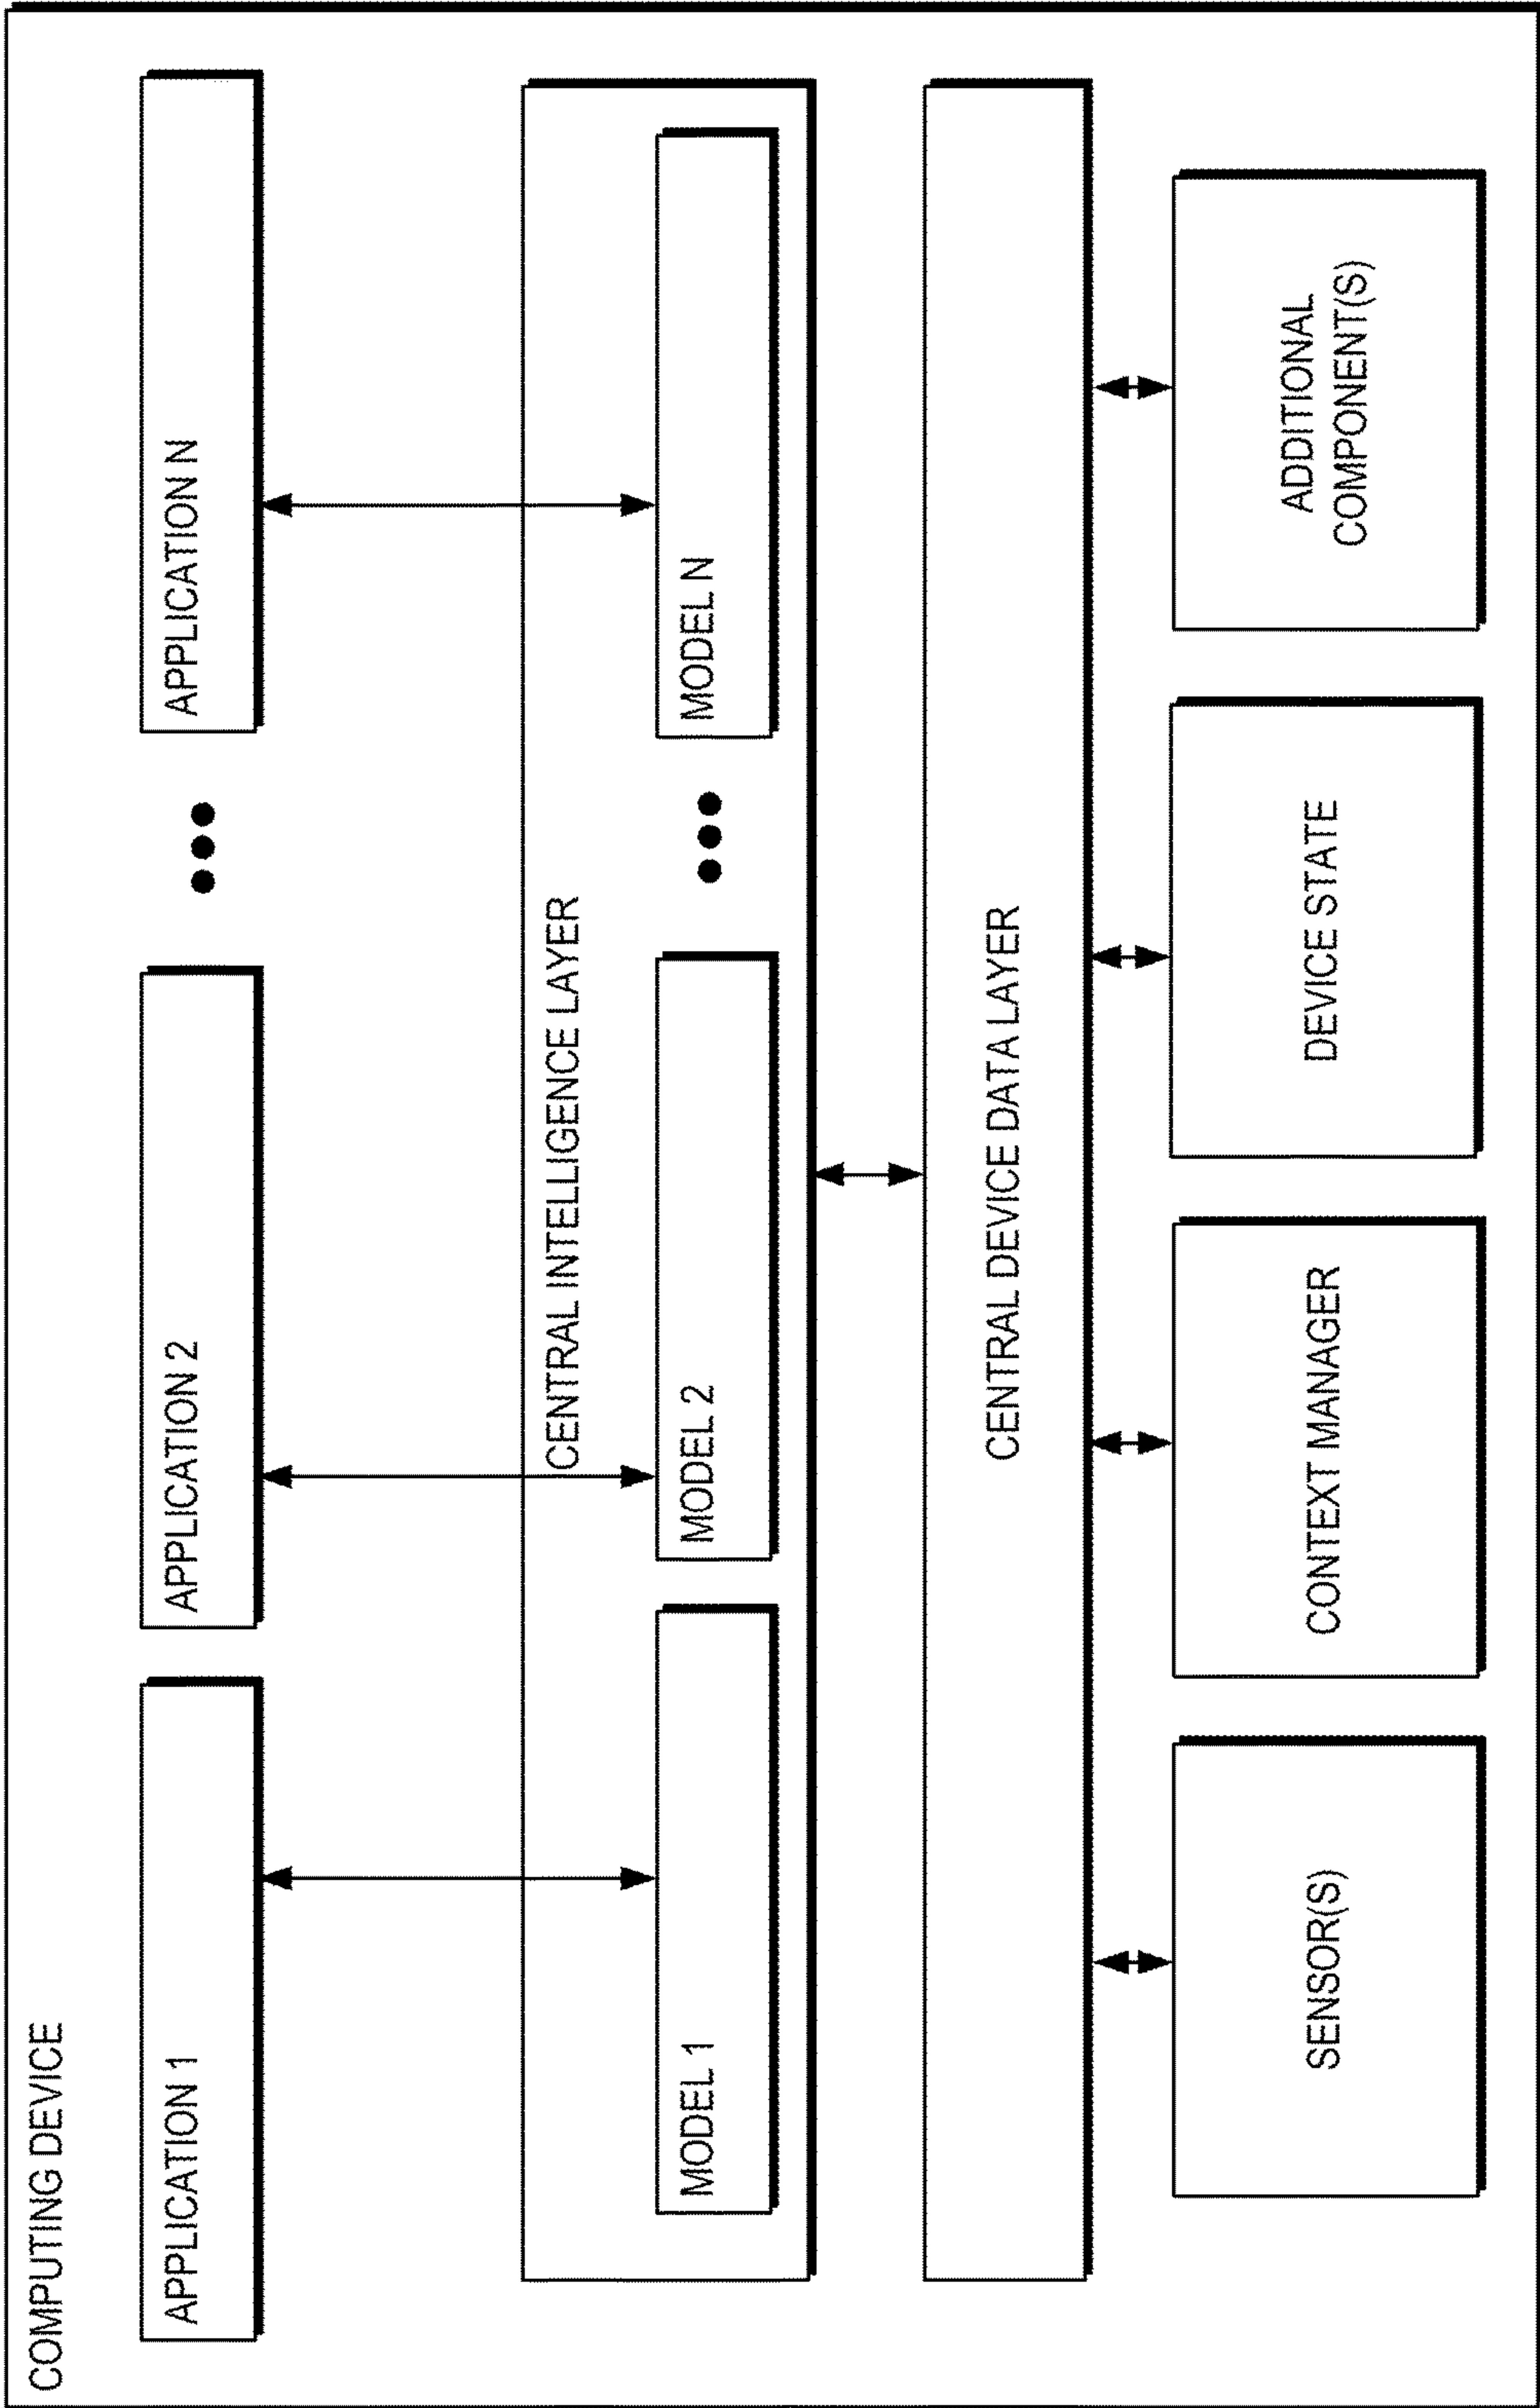 COMPUTING DEVICE
APPLICATION 1
APPLICATION 2
APPLICATION N
CENTRAL INTELLIGENCE LAYER
MODEL 1
MODEL 2
MODEL N
CENTRAL DEVICE DATA LAYER
SENSOR(S)
CONTEXT MANAGER
DEVICE STATE
ADDITIONAL
COMPONENT(S)